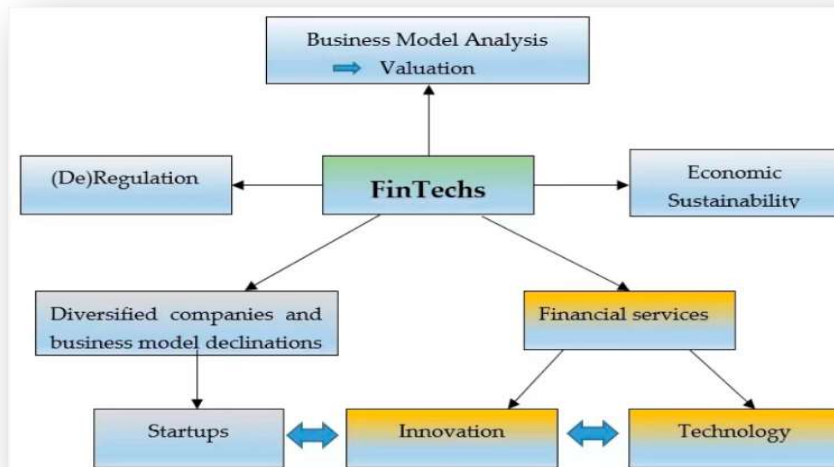 Business Model Analysis
Valuation
(De)Regulation
FinTechs
Economic
Sustainability
Diversified companies and
business model declinations
Financial services
Startups
Innovation
Technology